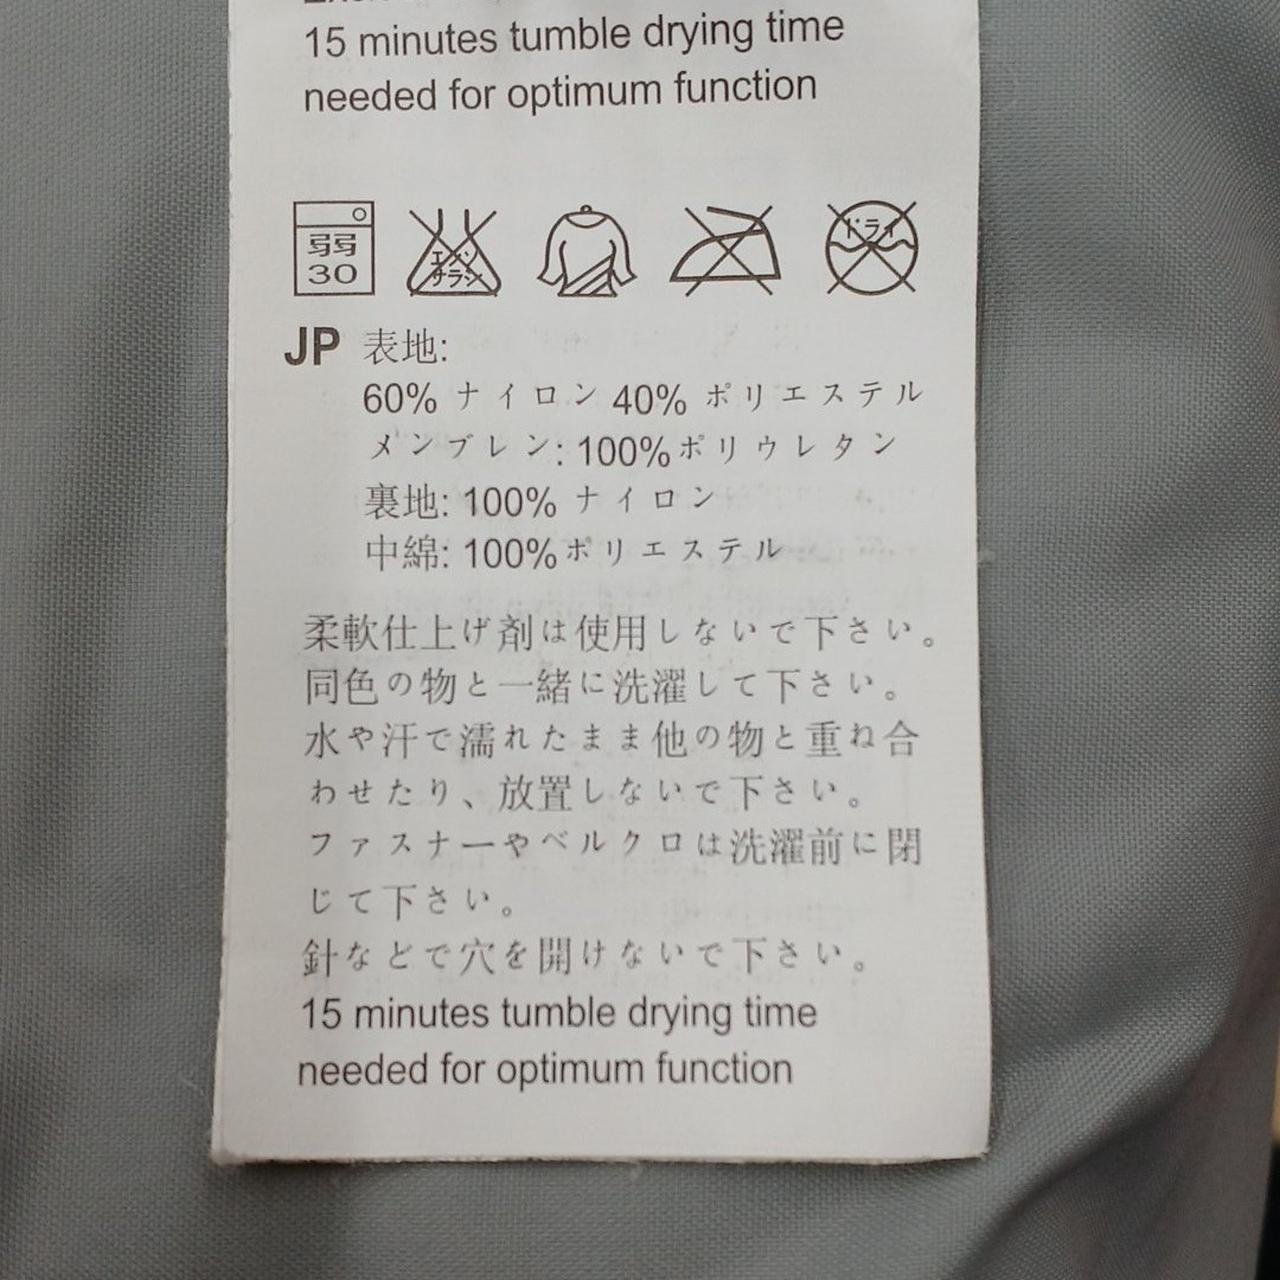 15 minutes tumble drying time
needed for optimum function
弱
30
エンソ
サラシ
ドライ
JP 表地:
60% ナイロン 40% ポリエステル
メンブレン: 100%ポリウレタン
裏地: 100% ナイロン
中綿: 100%ポリエステル
柔軟仕上げ剤は使用しないで下さい。
同色の物と一緒に洗濯して下さい。
水や汗で濡れたまま他の物と重ね合
わせたり、放置しないで下さい。
ファスナーやベルクロは洗濯前に閉
じて下さい。
針などで穴を開けないで下さい。
15 minutes tumble drying time
needed for optimum function